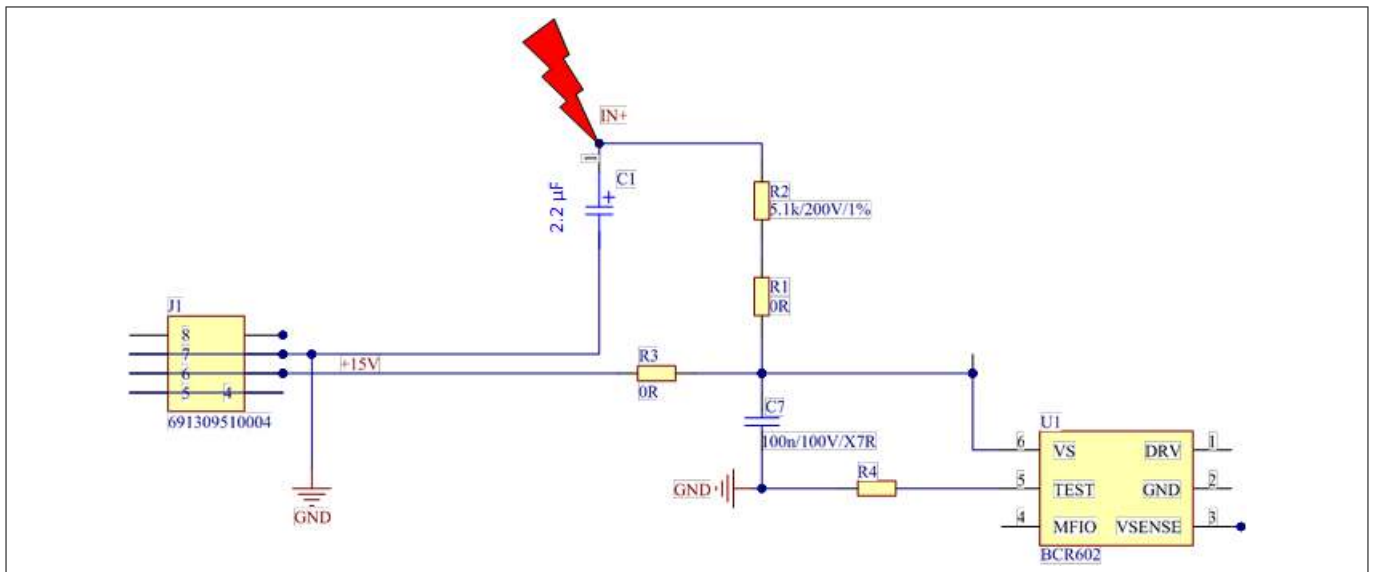 IN+
C1
2.2 µF
+
R2
5.1k/200V/1%
R1
0R
J1
8
7
6
5 4
691309510004
+15V
GND
R3
0R
C7
100n/100V/X7R
GND
R4
U1
6 VS DRV 1
5 TEST GND 2
4 MFIO VSENSE 3
BCR602